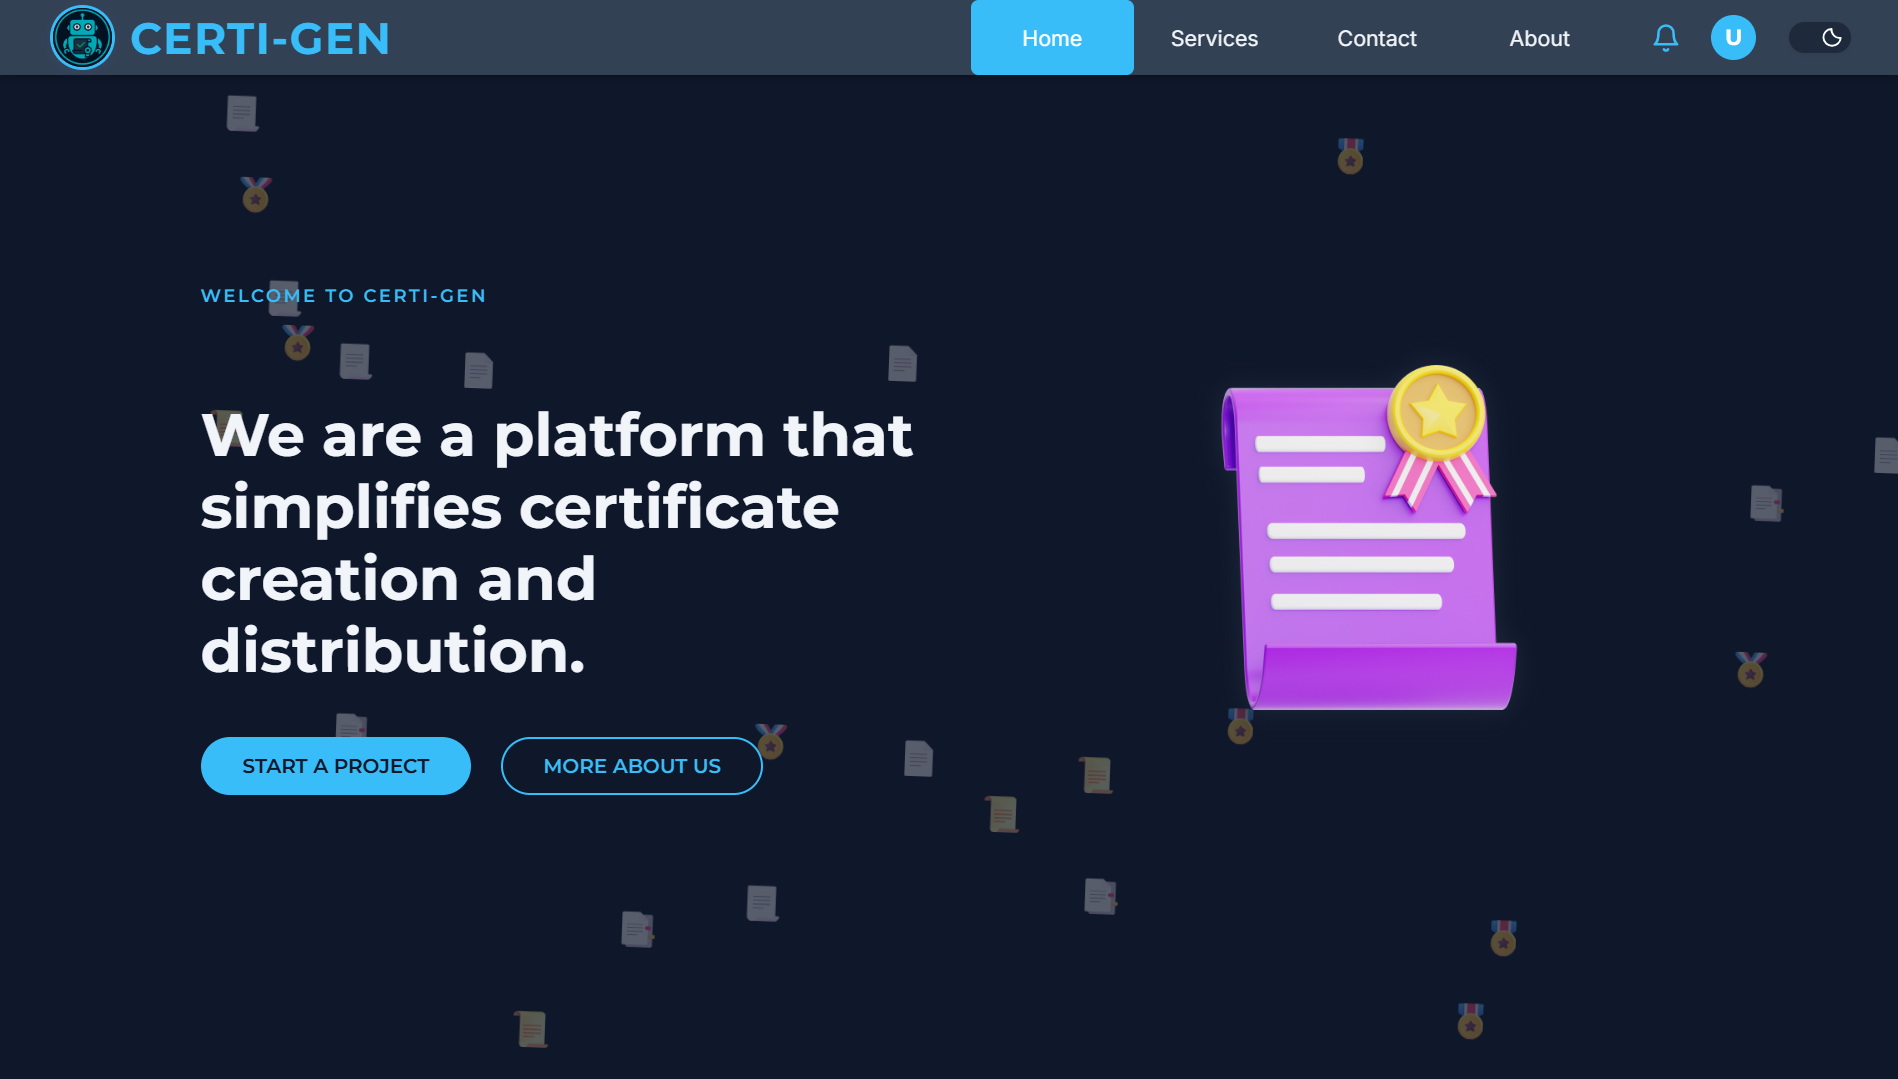 CERTI-GEN
Home
Services
Contact
About
U
WELCOME TO CERTI-GEN
We are a platform that
simplifies certificate
creation and
distribution.
START A PROJECT
MORE ABOUT US